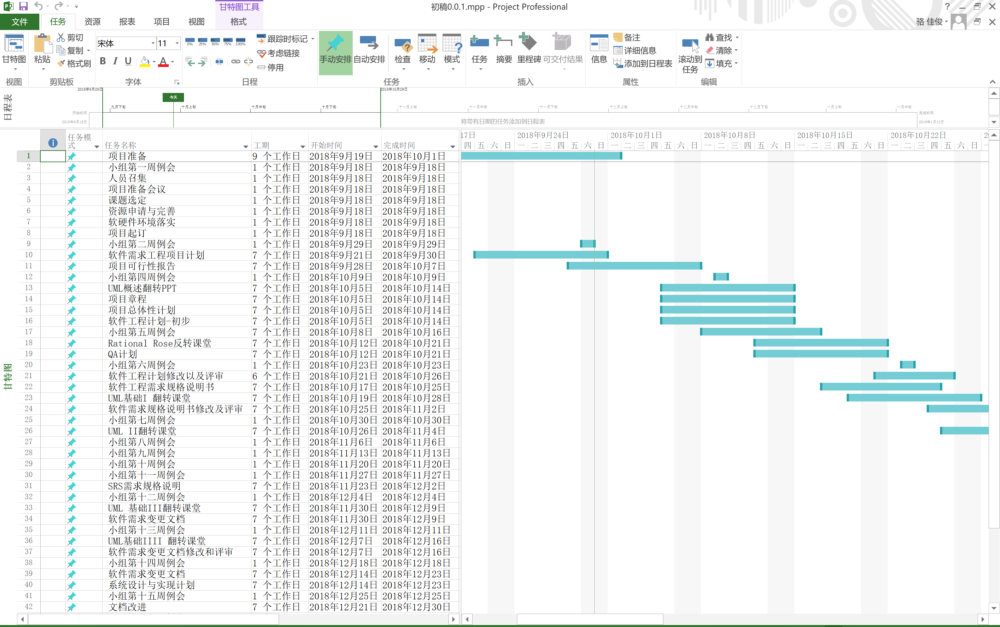 初稿0.0.1.mpp - Project Professional
甘特图工具
文件 任务 资源 报表 项目 视图 格式
骆 佳俊
甘特图 粘贴 剪切 复制 格式刷
宋体 11
B I U A
0% 25% 50% 75% 100%
跟踪时标记 考虑链接 停用
手动安排 自动安排 检查 移动 模式
任务 摘要 里程碑 可交付结果
信息 备注 详细信息 添加到日程表
滚动到任务 查找 清除 填充
视图 剪贴板 字体 日程 任务 插入 属性 编辑
日程表
2018年9月20日 2018年10月29日
今天
九月下旬 十月上旬 十月中旬 十月下旬 十一月上旬 十一月中旬 十一月下旬 十二月上旬 十二月中旬 十二月下旬 一月上旬 一月中旬
开始时间 完成时间
2018年9月18日 将带有日期的任务添加到日程表 2019年1月13日
甘特图
任务模式 任务名称 工期 开始时间 完成时间
17日 2018年9月24日 2018年10月1日 2018年10月8日 2018年10月15日 2018年10月22日
四 五 六 日 一 二 三 四 五 六 日 一 二 三 四 五 六 日 一 二 三 四 五 六 日 一 二 三 四 五 六 日 一 二 三 四 五 六 日
1 项目准备 9 个工作日 2018年9月19日 2018年10月1日
2 小组第一周例会 1 个工作日 2018年9月18日 2018年9月18日
3 人员召集 1 个工作日 2018年9月18日 2018年9月18日
4 项目准备会议 1 个工作日 2018年9月18日 2018年9月18日
5 课题选定 1 个工作日 2018年9月18日 2018年9月18日
6 资源申请与完善 1 个工作日 2018年9月18日 2018年9月18日
7 软硬件环境落实 1 个工作日 2018年9月18日 2018年9月18日
8 项目起订 1 个工作日 2018年9月18日 2018年9月18日
9 小组第二周例会 1 个工作日 2018年9月29日 2018年9月29日
10 软件需求工程项目计划 7 个工作日 2018年9月21日 2018年9月30日
11 项目可行性报告 7 个工作日 2018年9月28日 2018年10月7日
12 小组第四周例会 1 个工作日 2018年10月9日 2018年10月9日
13 UML概述翻转PPT 7 个工作日 2018年10月5日 2018年10月14日
14 项目章程 7 个工作日 2018年10月5日 2018年10月14日
15 项目总体性计划 7 个工作日 2018年10月5日 2018年10月14日
16 软件工程计划-初步 7 个工作日 2018年10月5日 2018年10月14日
17 小组第五周例会 7 个工作日 2018年10月8日 2018年10月16日
18 Rational Rose反转课堂 7 个工作日 2018年10月12日 2018年10月21日
19 QA计划 7 个工作日 2018年10月12日 2018年10月21日
20 小组第六周例会 1 个工作日 2018年10月23日 2018年10月23日
21 软件工程计划修改以及评审 6 个工作日 2018年10月21日 2018年10月26日
22 软件工程需求规格说明书 7 个工作日 2018年10月17日 2018年10月25日
23 UML基础I 翻转课堂 7 个工作日 2018年10月19日 2018年10月28日
24 软件需求规格说明书修改及评审 7 个工作日 2018年10月25日 2018年11月2日
25 小组第七周例会 1 个工作日 2018年10月30日 2018年10月30日
26 UML II翻转课堂 7 个工作日 2018年10月26日 2018年11月4日
27 小组第八周例会 1 个工作日 2018年11月6日 2018年11月6日
28 小组第九周例会 1 个工作日 2018年11月13日 2018年11月13日
29 小组第十周例会 1 个工作日 2018年11月20日 2018年11月20日
30 小组第十一周例会 1 个工作日 2018年11月27日 2018年11月27日
31 SRS需求规格说明 7 个工作日 2018年11月23日 2018年12月2日
32 小组第十二周例会 1 个工作日 2018年12月4日 2018年12月4日
33 UML 基础III翻转课堂 7 个工作日 2018年11月30日 2018年12月9日
34 软件需求变更文档 7 个工作日 2018年11月30日 2018年12月9日
35 小组第十三周例会 1 个工作日 2018年12月11日 2018年12月11日
36 UML基础IIII 翻转课堂 7 个工作日 2018年12月7日 2018年12月16日
37 软件需求变更文档修改和评审 7 个工作日 2018年12月7日 2018年12月16日
38 小组第十四周例会 1 个工作日 2018年12月18日 2018年12月18日
39 软件需求变更文档 7 个工作日 2018年12月14日 2018年12月23日
40 系统设计与实现计划 7 个工作日 2018年12月14日 2018年12月23日
41 小组第十五周例会 1 个工作日 2018年12月25日 2018年12月25日
42 文档改进 7 个工作日 2018年12月21日 2018年12月30日